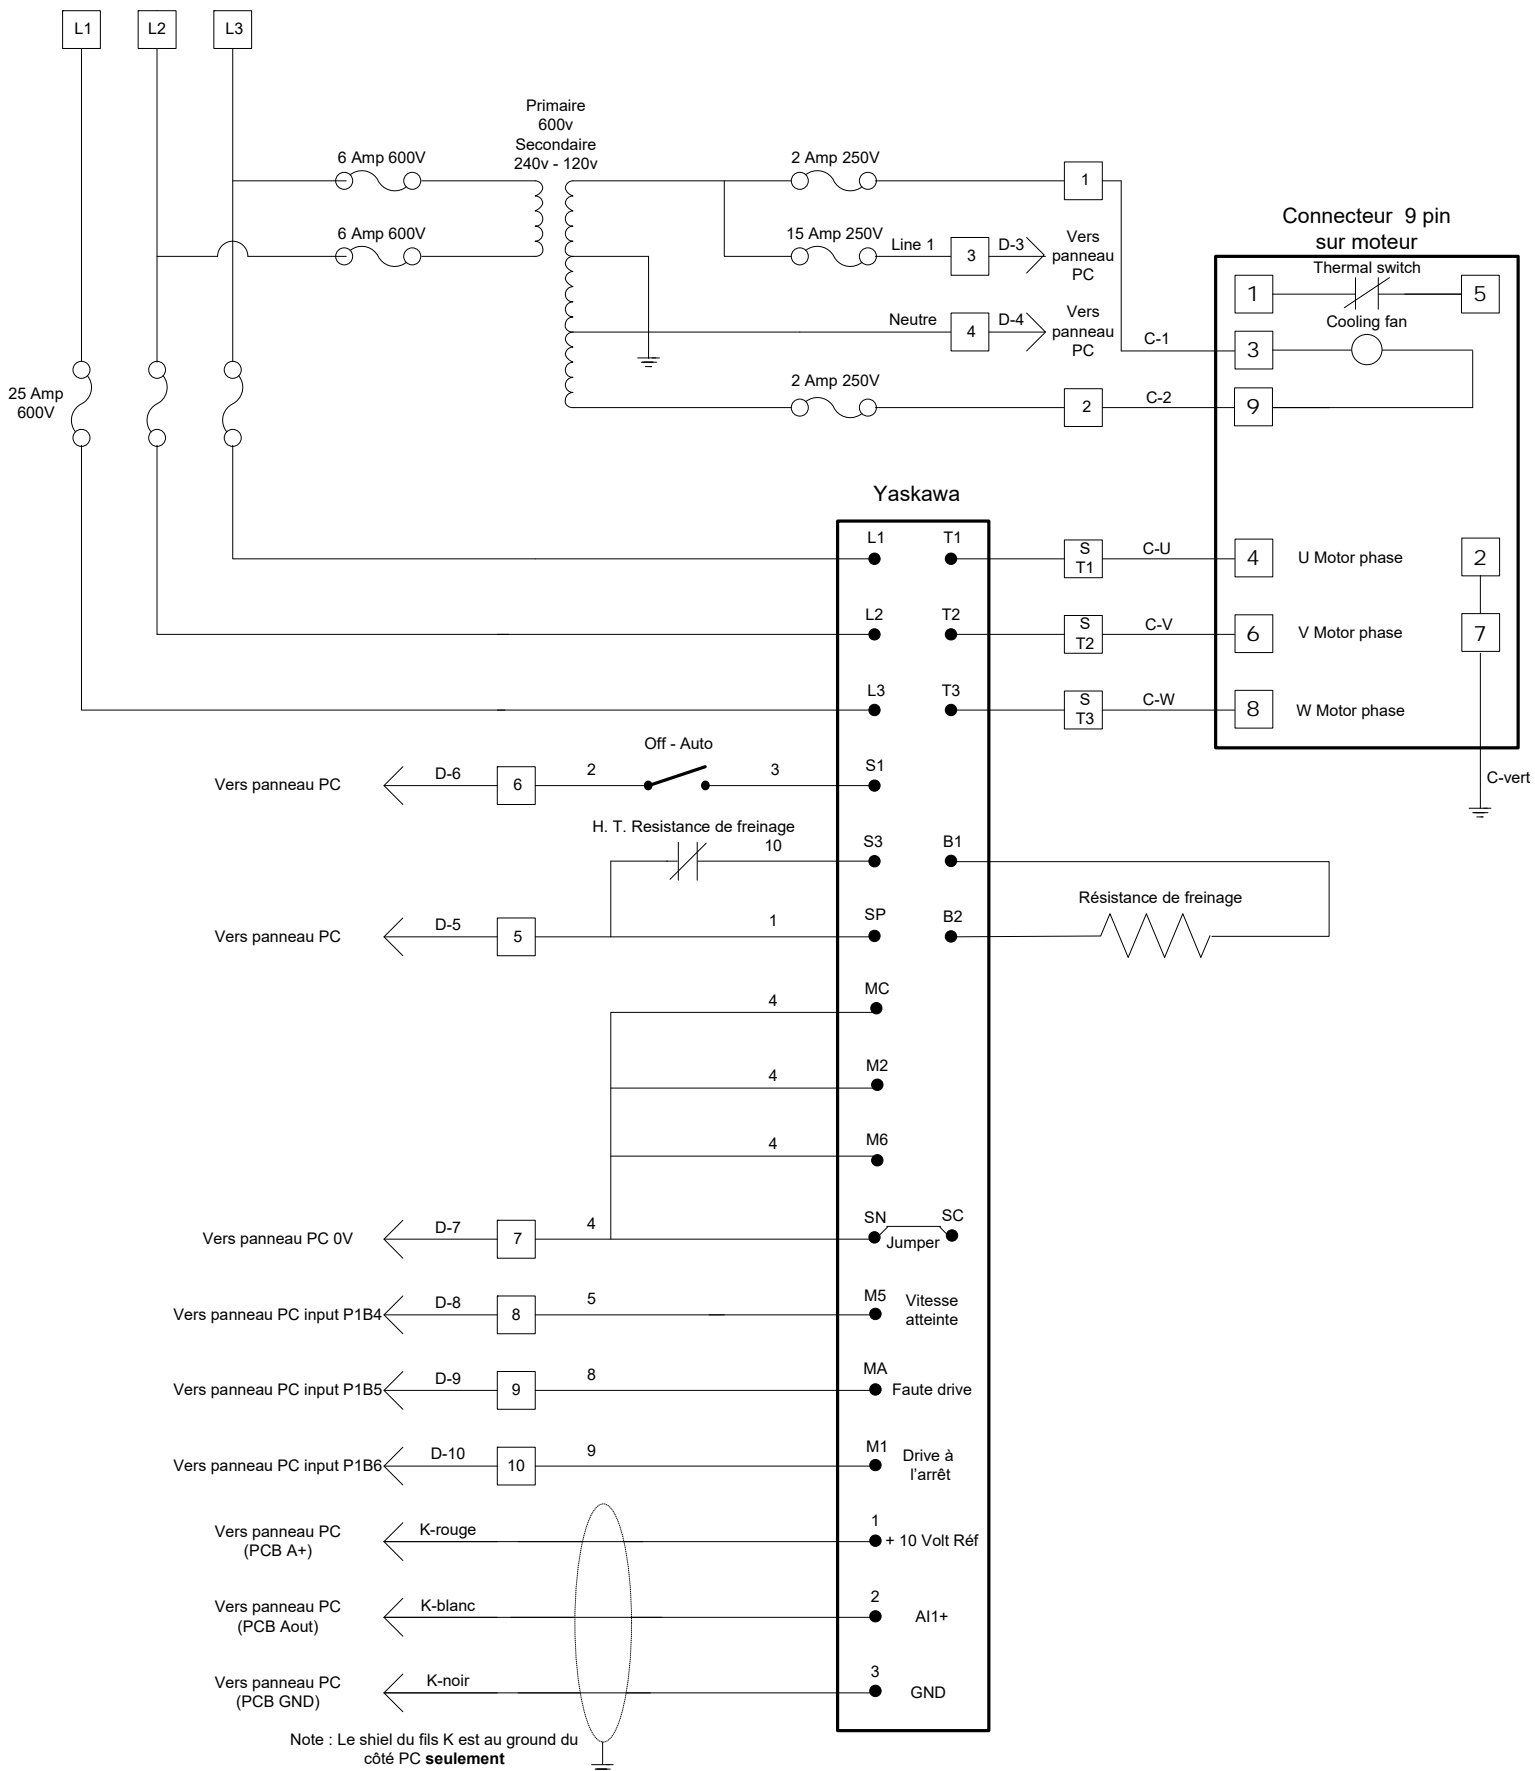 L1
L2
L3
Primaire
600v
Secondaire
240v - 120v
6 Amp 600V
6 Amp 600V
2 Amp 250V
1
15 Amp 250V
Line 1
3
D-3
Vers
panneau
PC
Neutre
4
D-4
Vers
panneau
PC
2 Amp 250V
2
C-1
C-2
25 Amp
600V
Connecteur 9 pin
sur moteur
Thermal switch
1
5
Cooling fan
3
9
4
U Motor phase
2
6
V Motor phase
7
8
W Motor phase
C-vert
Yaskawa
L1
T1
S
T1
C-U
L2
T2
S
T2
C-V
L3
T3
S
T3
C-W
Off - Auto
Vers panneau PC
D-6
6
2
3
S1
H. T. Resistance de freinage
10
S3
B1
Résistance de freinage
Vers panneau PC
D-5
5
1
SP
B2
4
MC
4
M2
4
M6
Vers panneau PC 0V
D-7
7
4
SN
SC
Jumper
Vers panneau PC input P1B4
D-8
8
5
M5
Vitesse
atteinte
Vers panneau PC input P1B5
D-9
9
8
MA
Faute drive
Vers panneau PC input P1B6
D-10
10
9
M1
Drive à
l'arrêt
Vers panneau PC
(PCB A+)
K-rouge
1
+ 10 Volt Réf
Vers panneau PC
(PCB Aout)
K-blanc
2
AI1+
Vers panneau PC
(PCB GND)
K-noir
3
GND
Note : Le shiel du fils K est au ground du
côté PC seulement